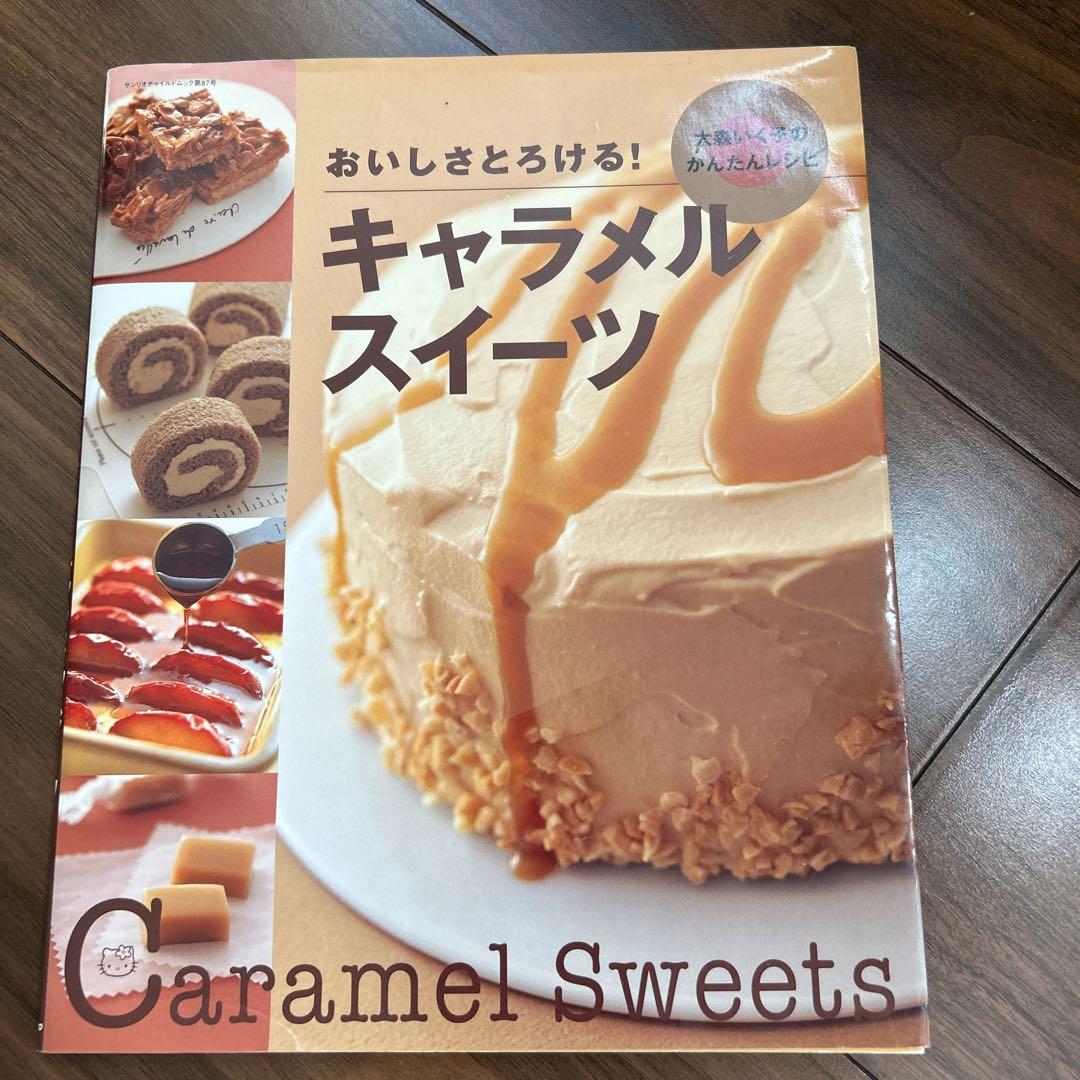 サンリオチャイルドムック第87号
大森いく子の
かんたんレシピ
おいしさとろける!
キャラメル
スイーツ
15
Caramel Sweets